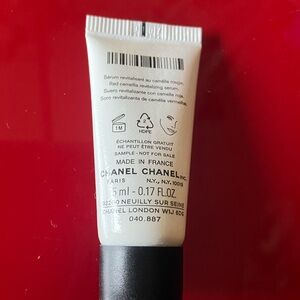 Sérum revitalisant au camélia rouge.
Red camellia revitalizing serum.
Suero revitalizante con camelia roja.
Soro revitalizante de camélia vermelha.
1M
HDPE
ÉCHANTILLON GRATUIT
NE PEUT ÊTRE VENDU
SAMPLE - NOT FOR SALE
MADE IN FRANCE
CHANEL CHANEL INC.
PARIS N.Y., N.Y. 10019
5 ml - 0.17 FL.OZ.
92200 NEUILLY SUR SEINE
CHANEL LONDON W1J 6DG
040.887